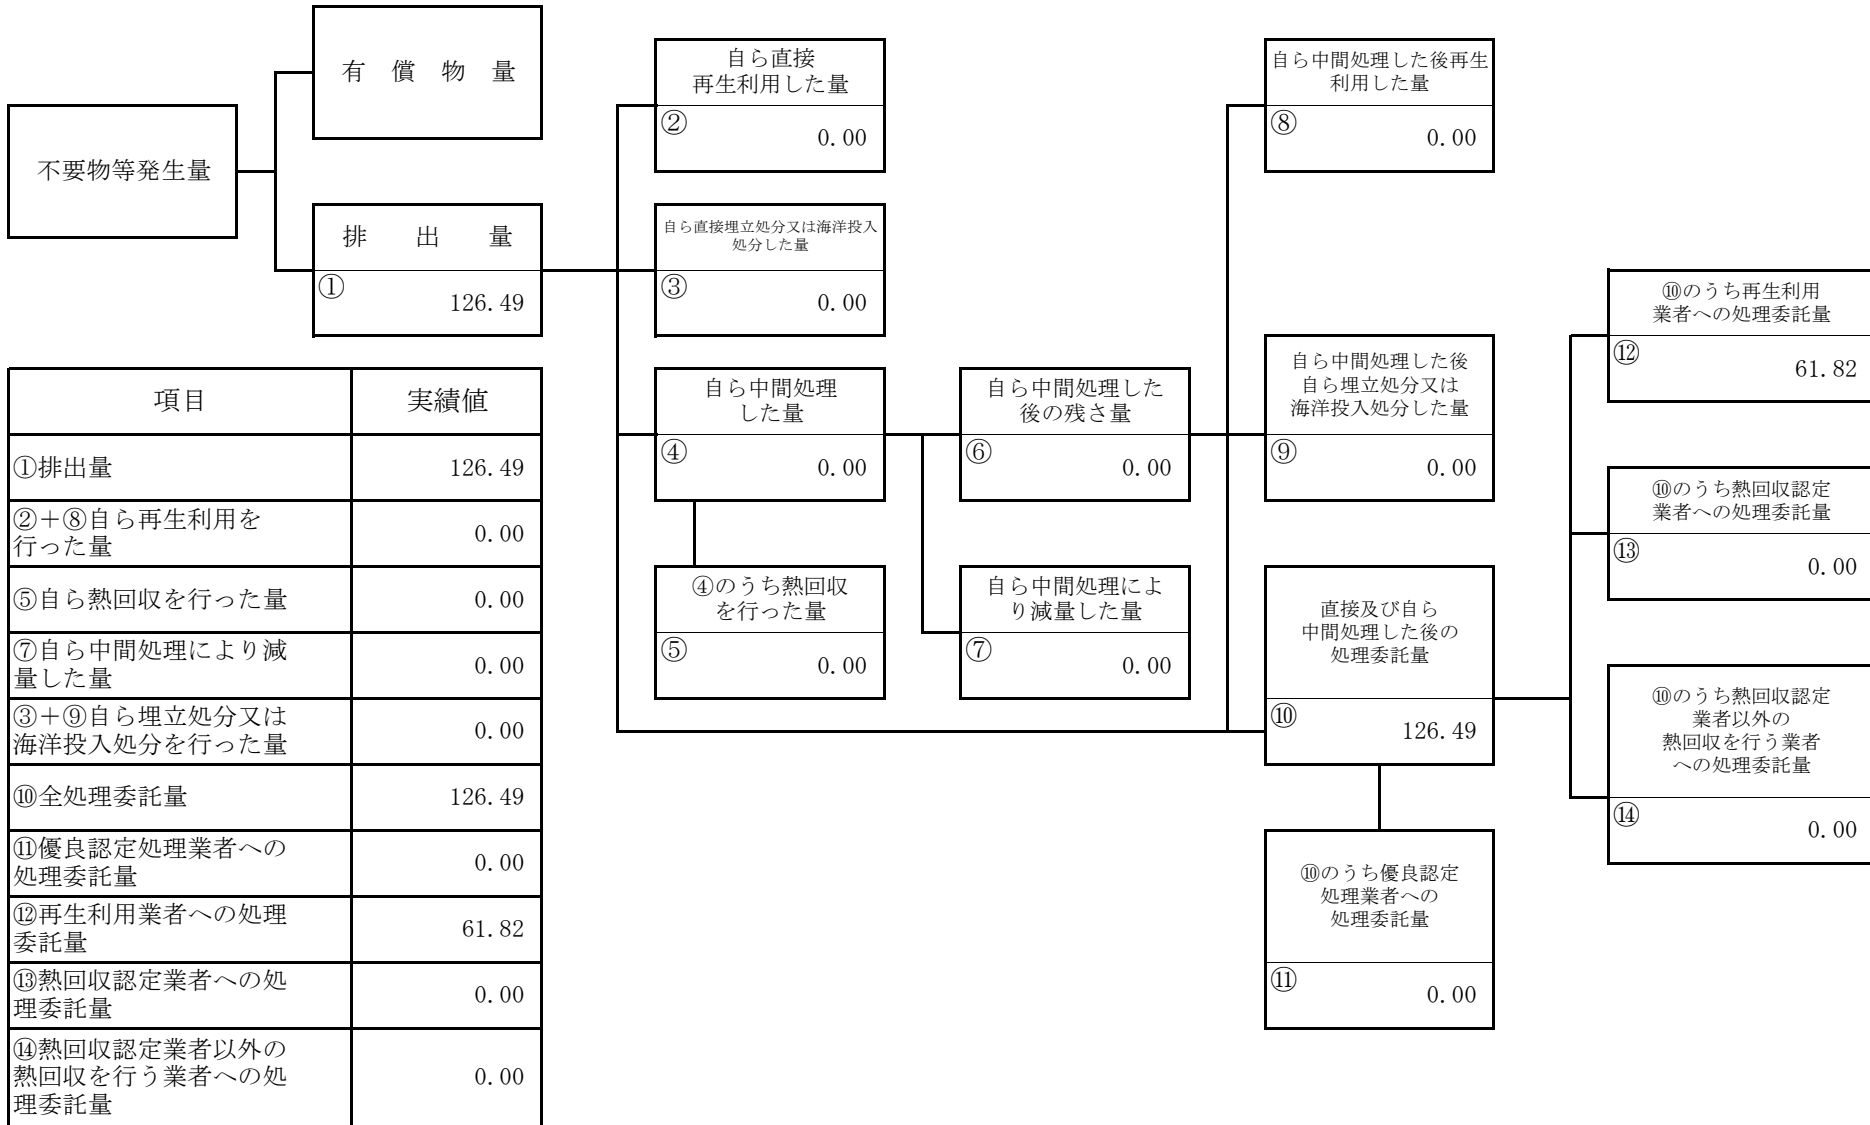 不要物等発生量
有償物量
排出量
① 126.49
自ら直接
再生利用した量
② 0.00
自ら直接埋立処分又は海洋投入
処分した量
③ 0.00
自ら中間処理
した量
④ 0.00
④のうち熱回収
を行った量
⑤ 0.00
自ら中間処理した
後の残さ量
⑥ 0.00
自ら中間処理によ
り減量した量
⑦ 0.00
自ら中間処理した後再生
利用した量
⑧ 0.00
自ら中間処理した後
自ら埋立処分又は
海洋投入処分した量
⑨ 0.00
直接及び自ら
中間処理した後の
処理委託量
⑩ 126.49
⑩のうち優良認定
処理業者への
処理委託量
⑪ 0.00
⑩のうち再生利用
業者への処理委託量
⑫ 61.82
⑩のうち熱回収認定
業者への処理委託量
⑬ 0.00
⑩のうち熱回収認定
業者以外の
熱回収を行う業者
への処理委託量
⑭ 0.00
項目 実績値
①排出量 126.49
②+⑧自ら再生利用を
行った量 0.00
⑤自ら熱回収を行った量 0.00
⑦自ら中間処理により減
量した量 0.00
③+⑨自ら埋立処分又は
海洋投入処分を行った量 0.00
⑩全処理委託量 126.49
⑪優良認定処理業者への
処理委託量 0.00
⑫再生利用業者への処理
委託量 61.82
⑬熱回収認定業者への処
理委託量 0.00
⑭熱回収認定業者以外の
熱回収を行う業者への処
理委託量 0.00